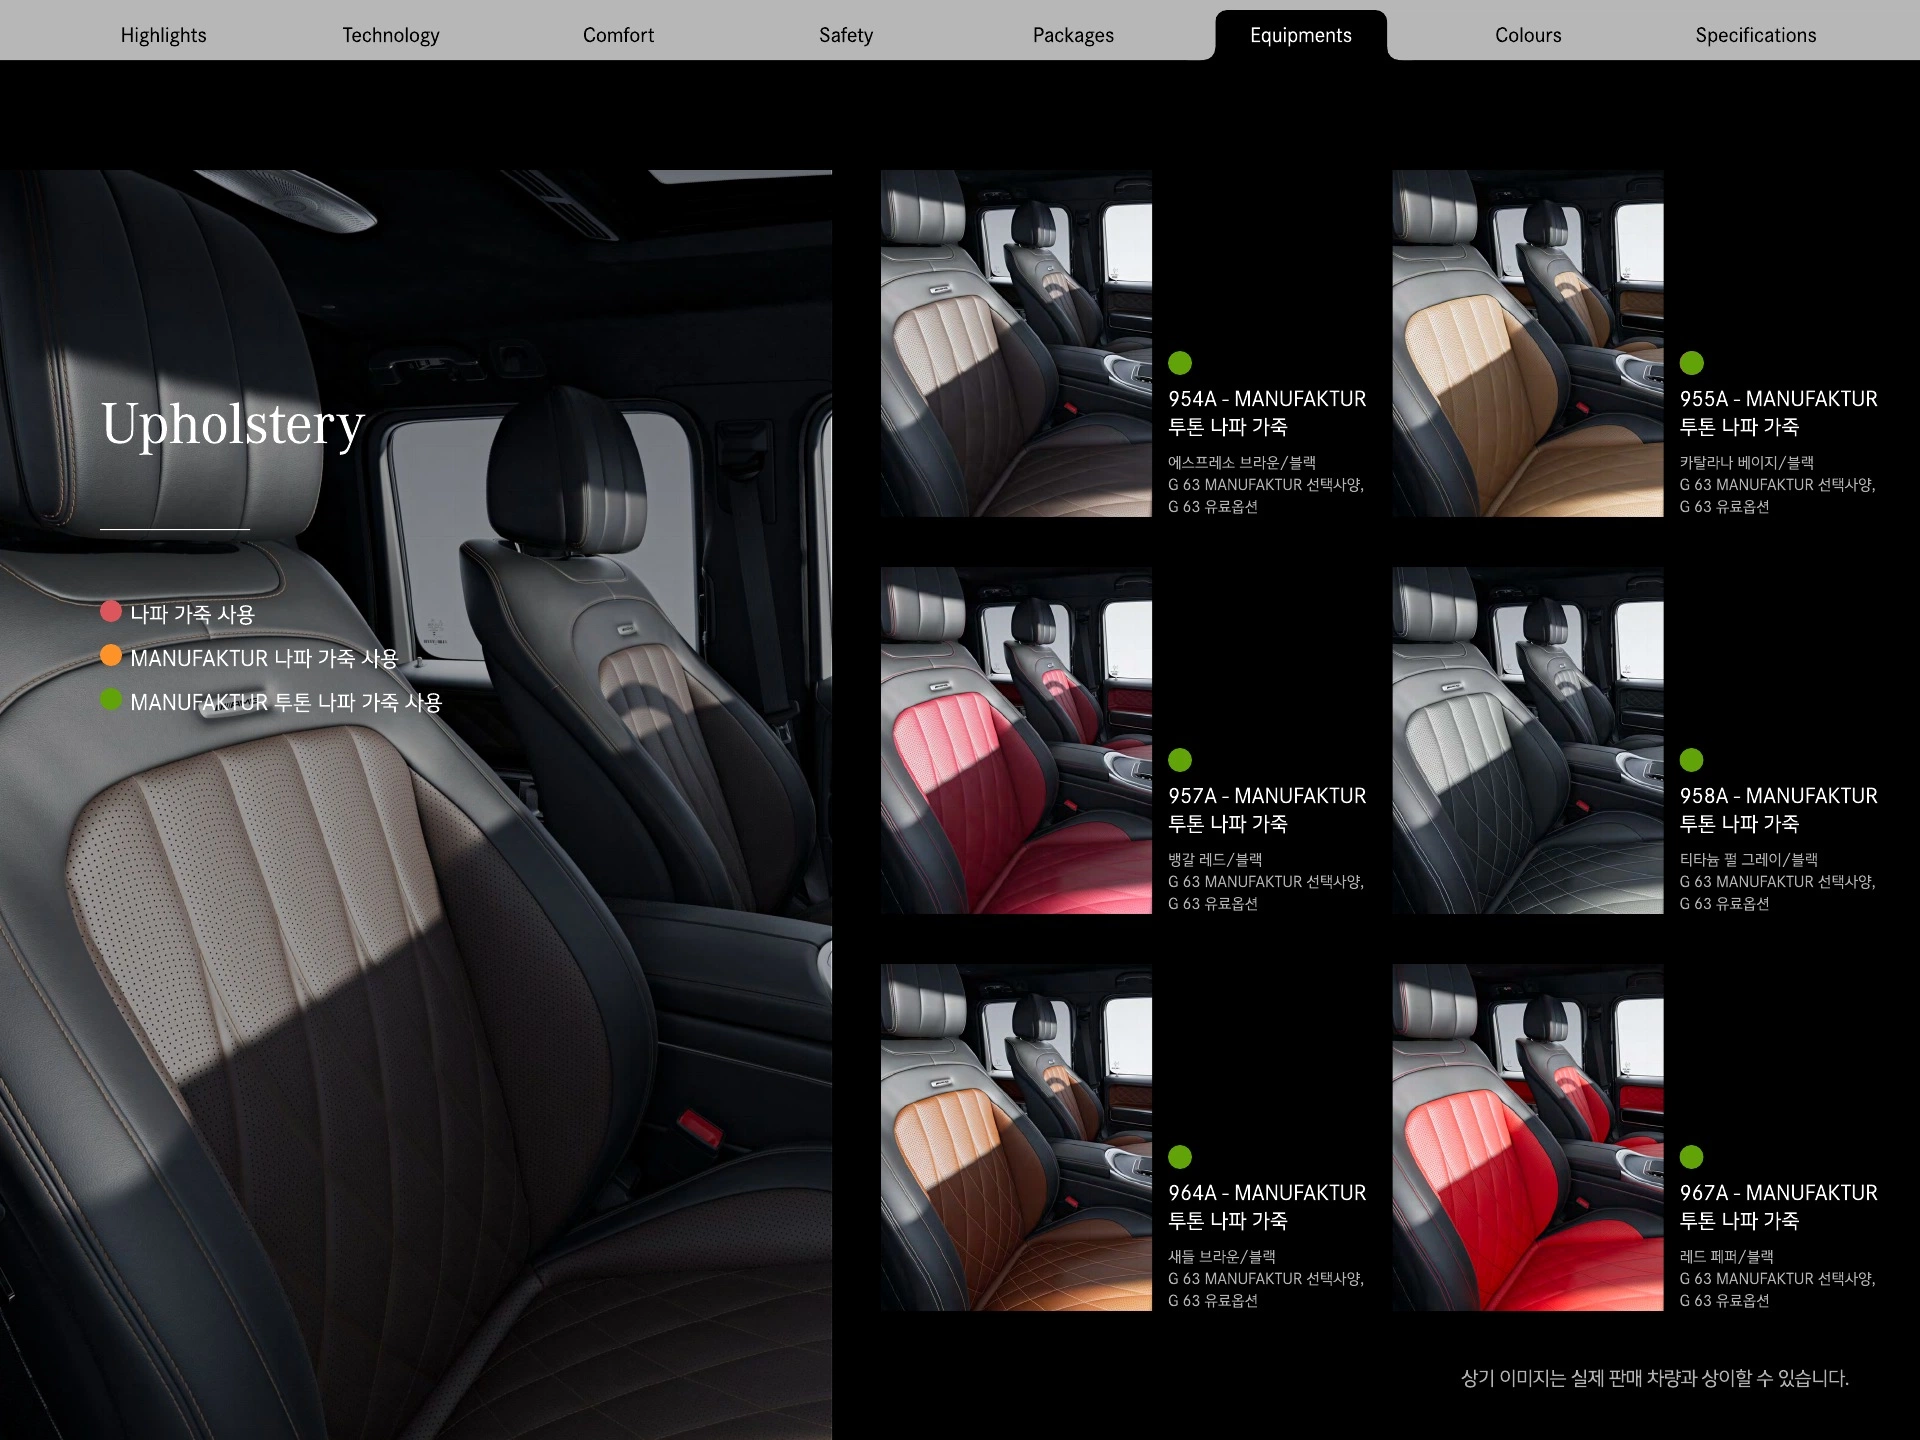 Highlights
Technology
Comfort
Safety
Packages
Equipments
Colours
Specifications
Upholstery
나파 가죽 사용
MANUFAKTUR 나파 가죽 사용
MANUFAKTUR 투톤 나파 가죽 사용
954A - MANUFAKTUR
투톤 나파 가죽
에스프레소 브라운/블랙
G 63 MANUFAKTUR 선택사양,
G 63 유료옵션
955A - MANUFAKTUR
투톤 나파 가죽
카탈라나 베이지/블랙
G 63 MANUFAKTUR 선택사양,
G 63 유료옵션
957A - MANUFAKTUR
투톤 나파 가죽
뱅갈 레드/블랙
G 63 MANUFAKTUR 선택사양,
G 63 유료옵션
958A - MANUFAKTUR
투톤 나파 가죽
티타늄 펄 그레이/블랙
G 63 MANUFAKTUR 선택사양,
G 63 유료옵션
964A - MANUFAKTUR
투톤 나파 가죽
새들 브라운/블랙
G 63 MANUFAKTUR 선택사양,
G 63 유료옵션
967A - MANUFAKTUR
투톤 나파 가죽
레드 페퍼/블랙
G 63 MANUFAKTUR 선택사양,
G 63 유료옵션
상기 이미지는 실제 판매 차량과 상이할 수 있습니다.